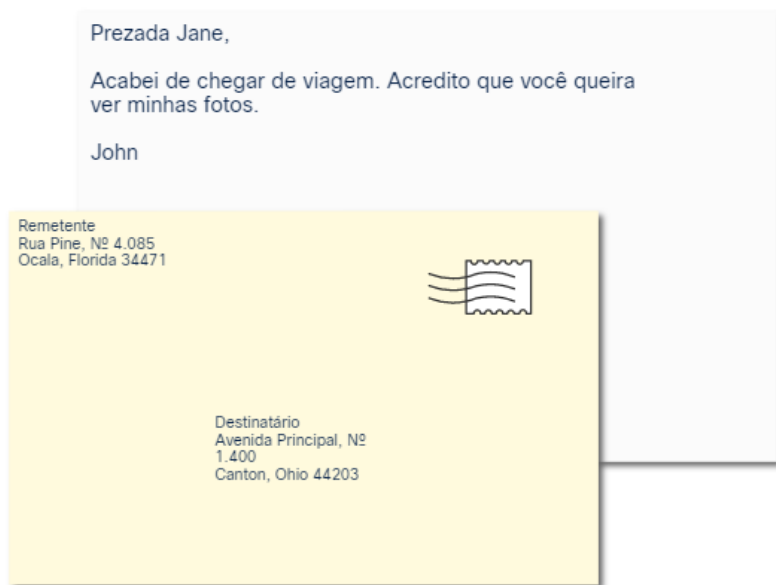 Prezada Jane,
Acabei de chegar de viagem. Acredito que você queira
ver minhas fotos.
John
Remetente
Rua Pine, Nº 4.085
Ocala, Florida 34471
Destinatário
Avenida Principal, Nº
1.400
Canton, Ohio 44203